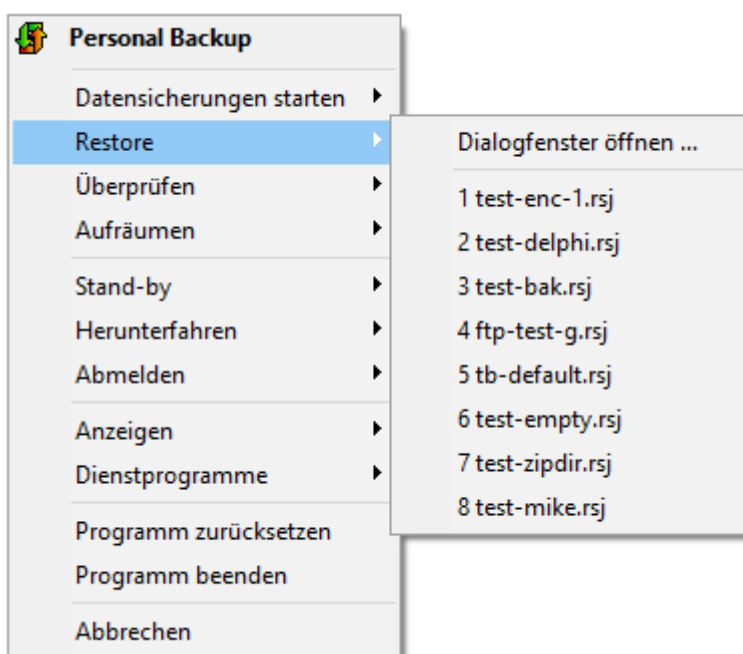 Personal Backup
Datensicherungen starten
Restore
Überprüfen
Aufräumen
Stand-by
Herunterfahren
Abmelden
Anzeigen
Dienstprogramme
Programm zurücksetzen
Programm beenden
Abbrechen
Dialogfenster öffnen ...
1 test-enc-1.rsj
2 test-delphi.rsj
3 test-bak.rsj
4 ftp-test-g.rsj
5 tb-default.rsj
6 test-empty.rsj
7 test-zipdir.rsj
8 test-mike.rsj